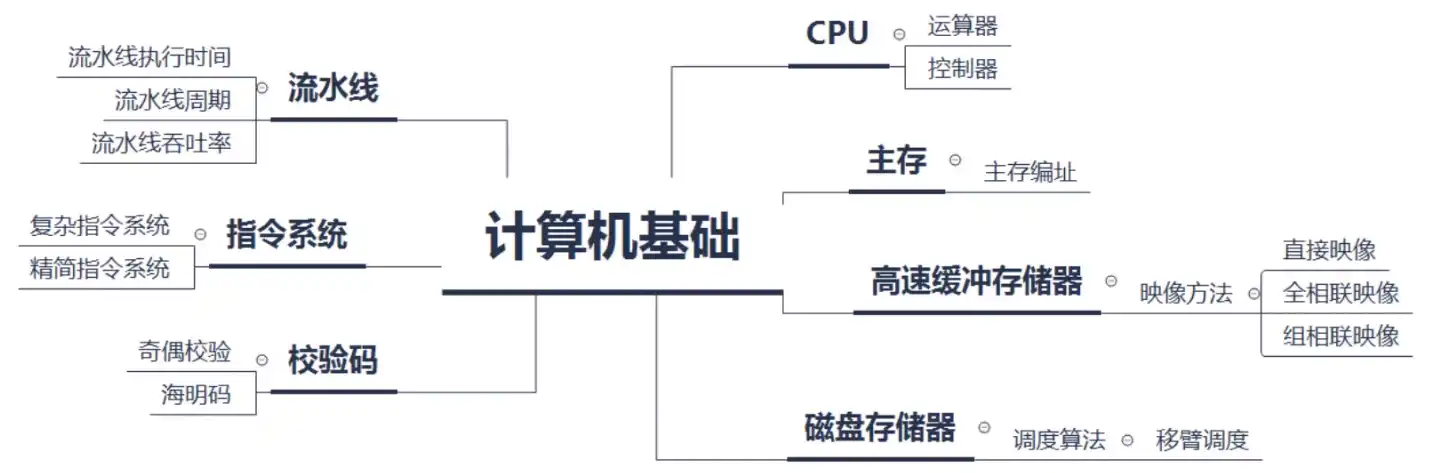 计算机基础
CPU
运算器
控制器
主存
主存编址
高速缓冲存储器
映像方法
直接映像
全相联映像
组相联映像
磁盘存储器
调度算法
移臂调度
流水线
流水线执行时间
流水线周期
流水线吞吐率
指令系统
复杂指令系统
精简指令系统
校验码
奇偶校验
海明码